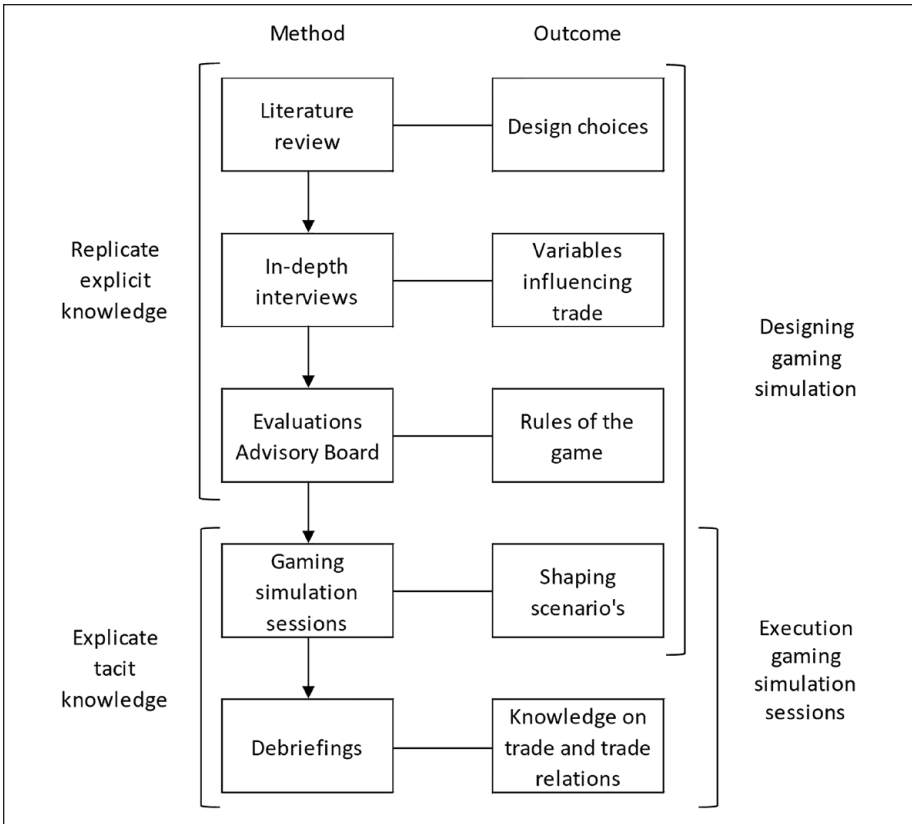 Method
Outcome
Literature
review
Design choices
Replicate
explicit
knowledge
In-depth
interviews
Variables
influencing
trade
Designing
gaming
simulation
Evaluations
Advisory Board
Rules of the
game
Gaming
simulation
sessions
Shaping
scenario's
Explicate
tacit
knowledge
Execution
gaming
simulation
sessions
Debriefings
Knowledge on
trade and trade
relations